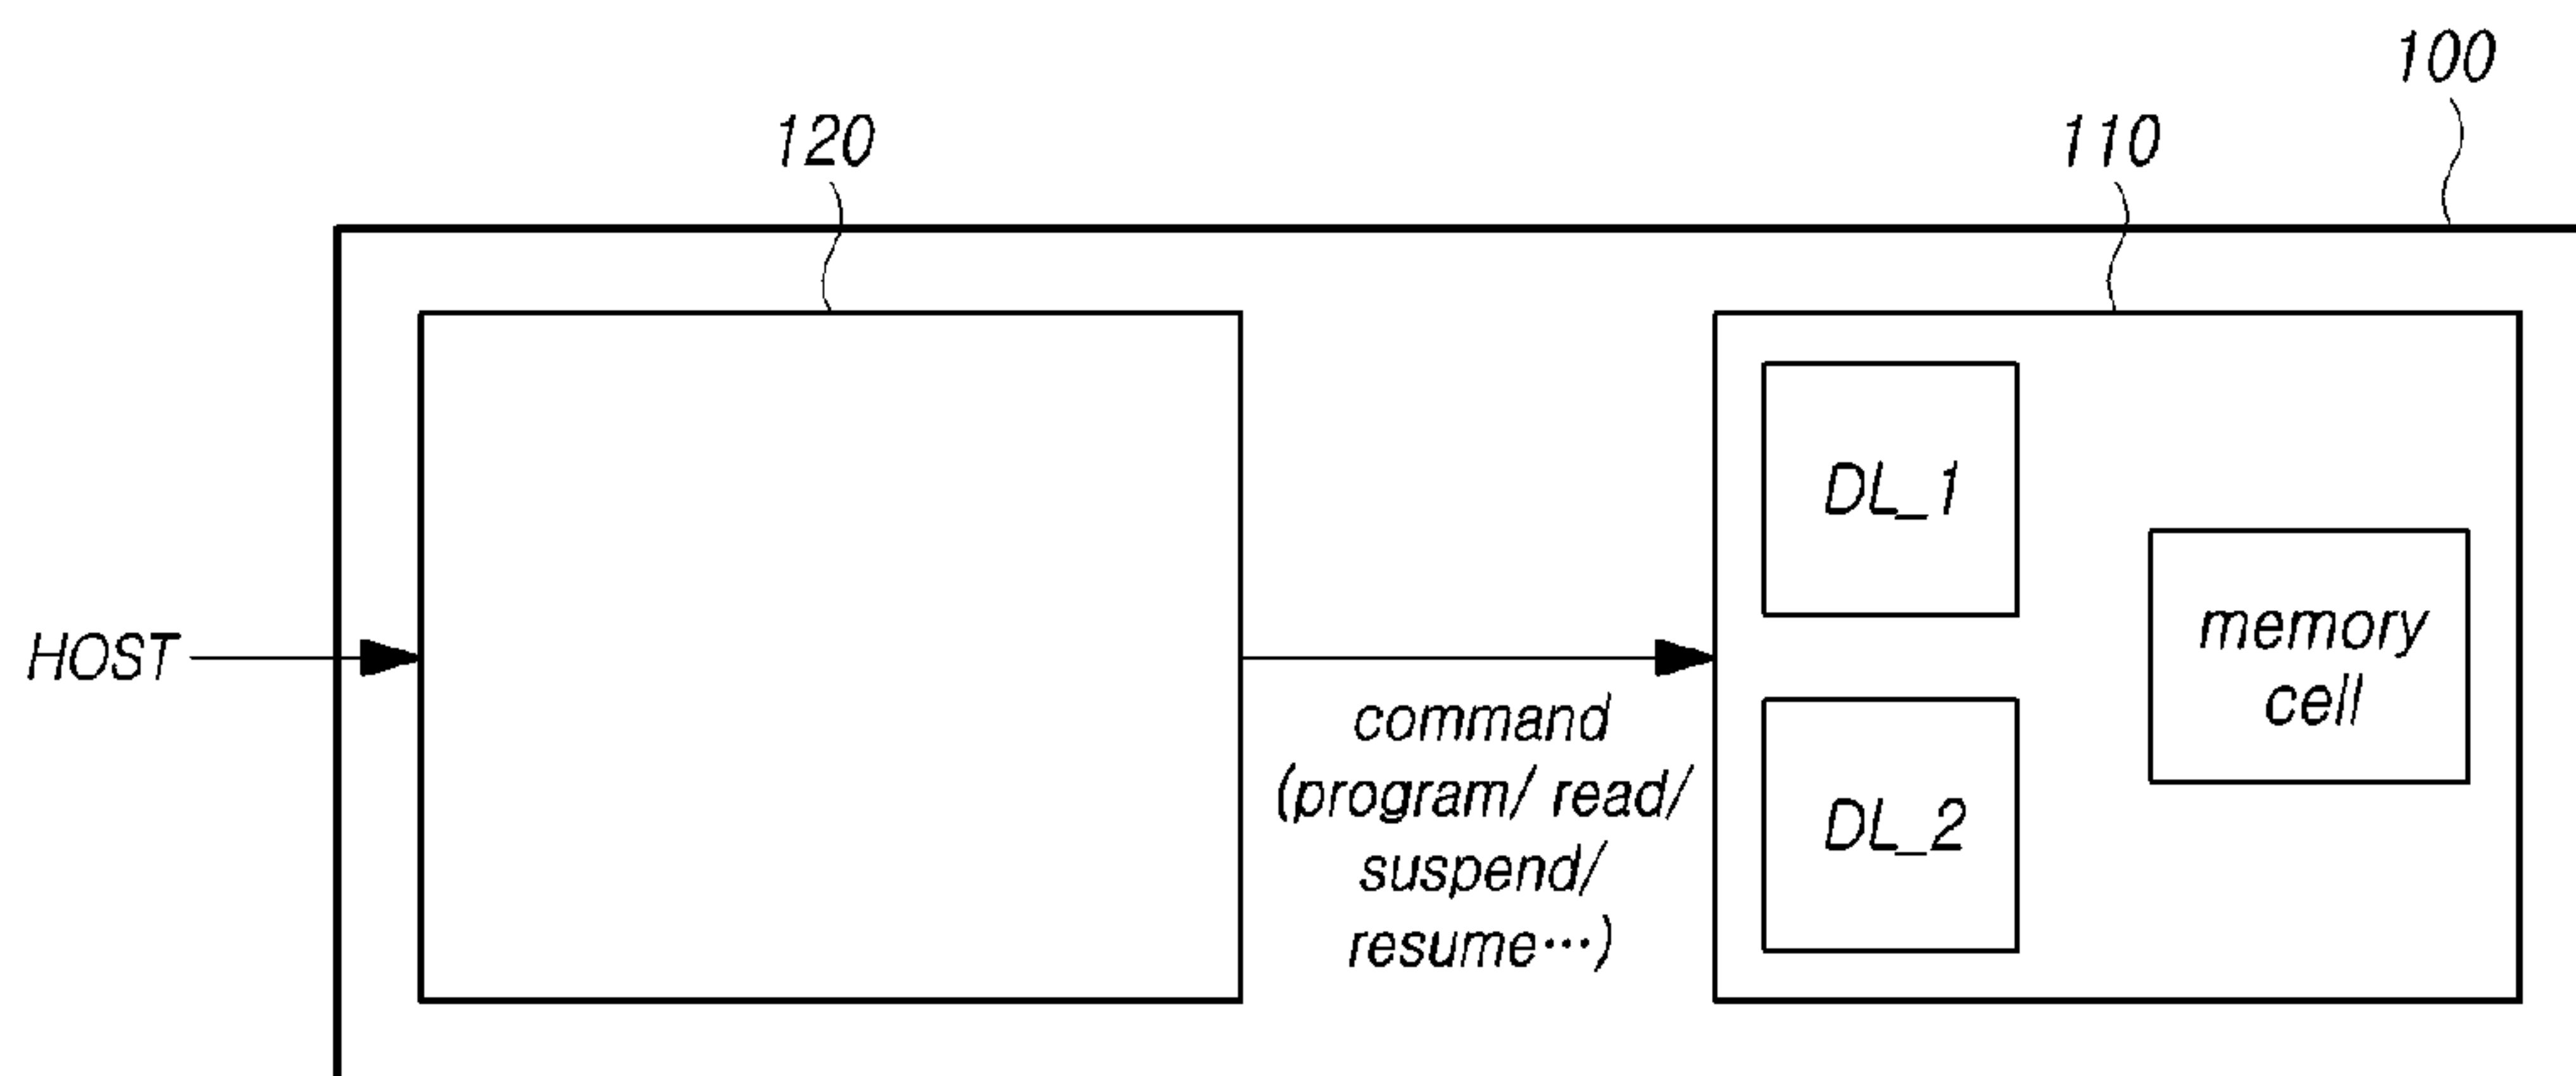 100
120
110
DL_1
HOST
memory
cell
command
(program/ read/
suspend/
resume⋯)
DL_2